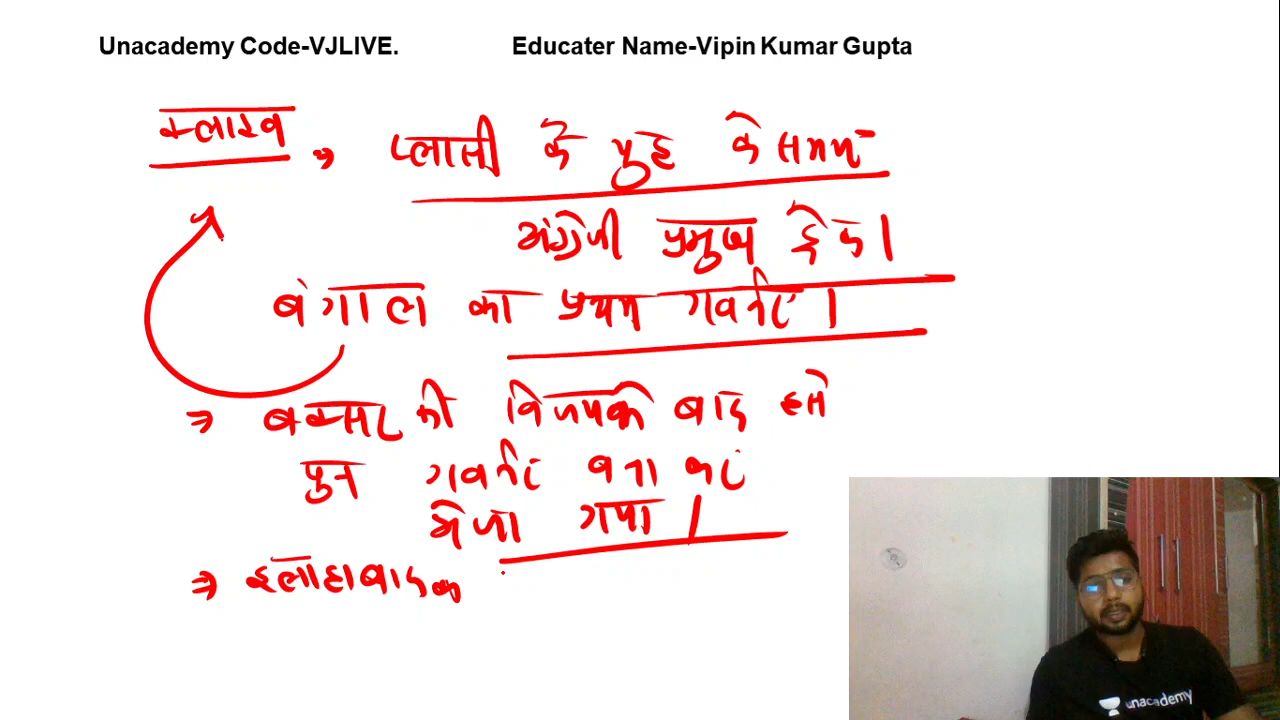 Unacademy Code-VJLIVE. Educater Name-Vipin Kumar Gupta
क्लाइव
⇒ प्लासी के युद्ध के समय
अंग्रेजी प्रमुख
बंगाल का प्रथम गवर्नर।
⇒ बक्सर की विजय के बाद इसे
पुनः गवर्नर बना कर
भेजा गया।
⇒ इलाहाबाद क
unacademy